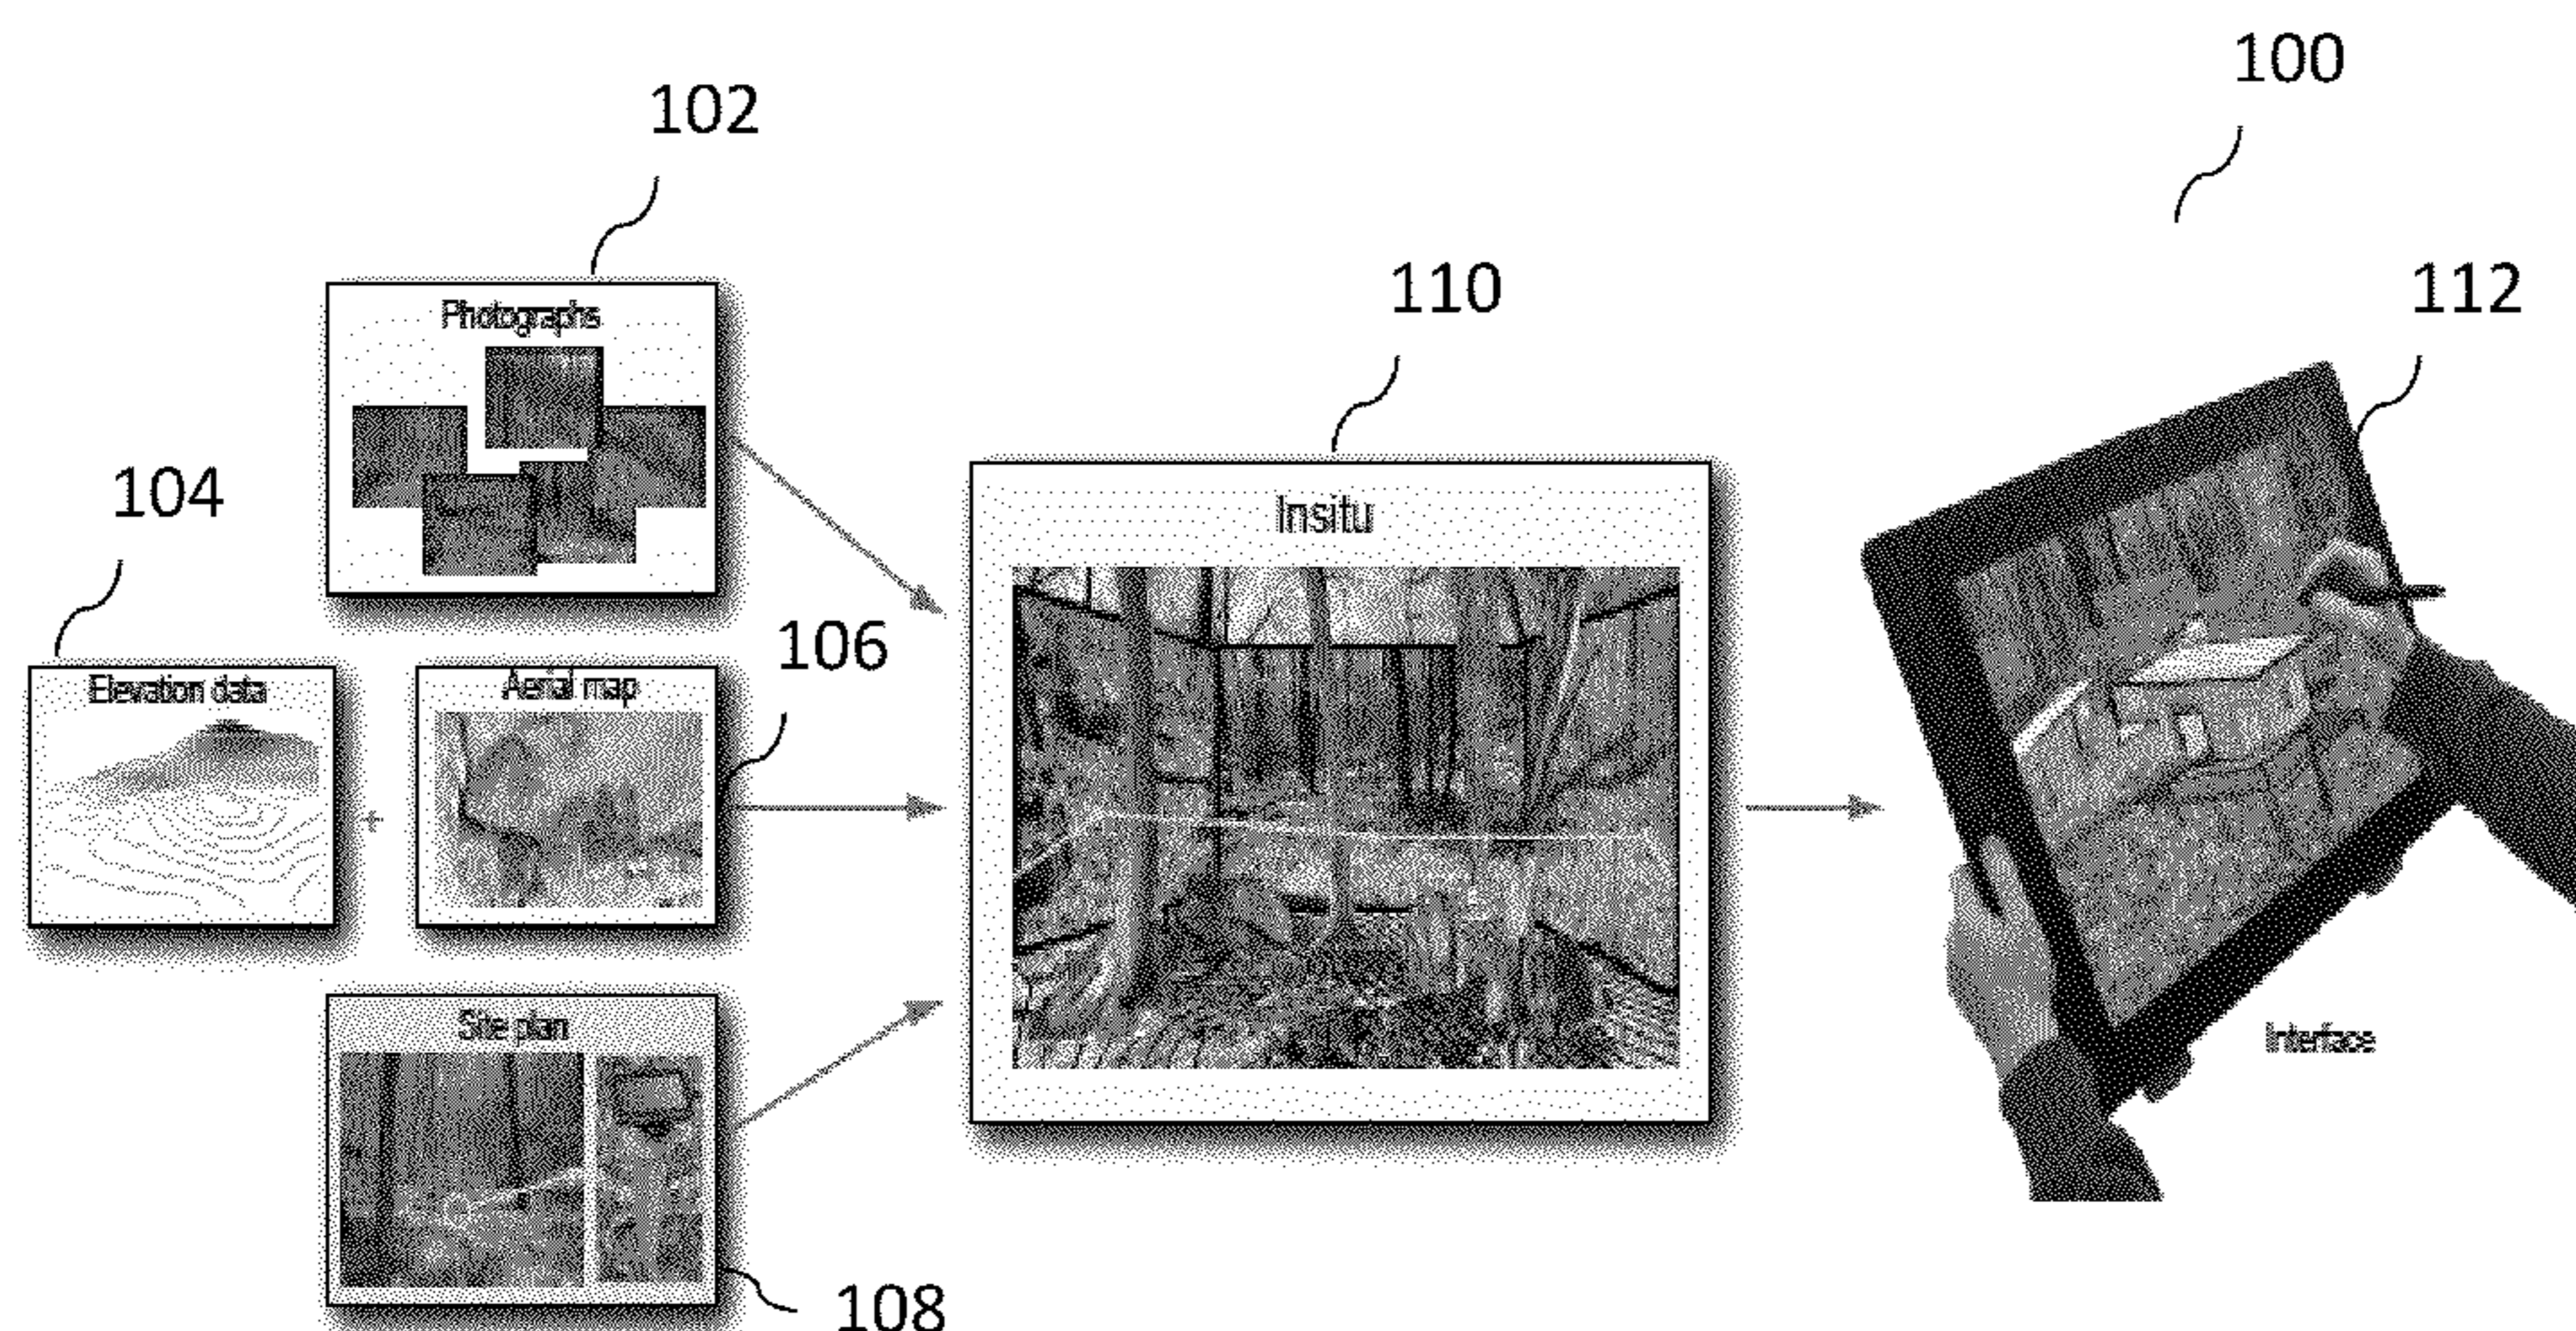 100
102
110
112
Photographs
104
Insitu
106
Elevation data
+
Aerial map
Site plan
Interface
108